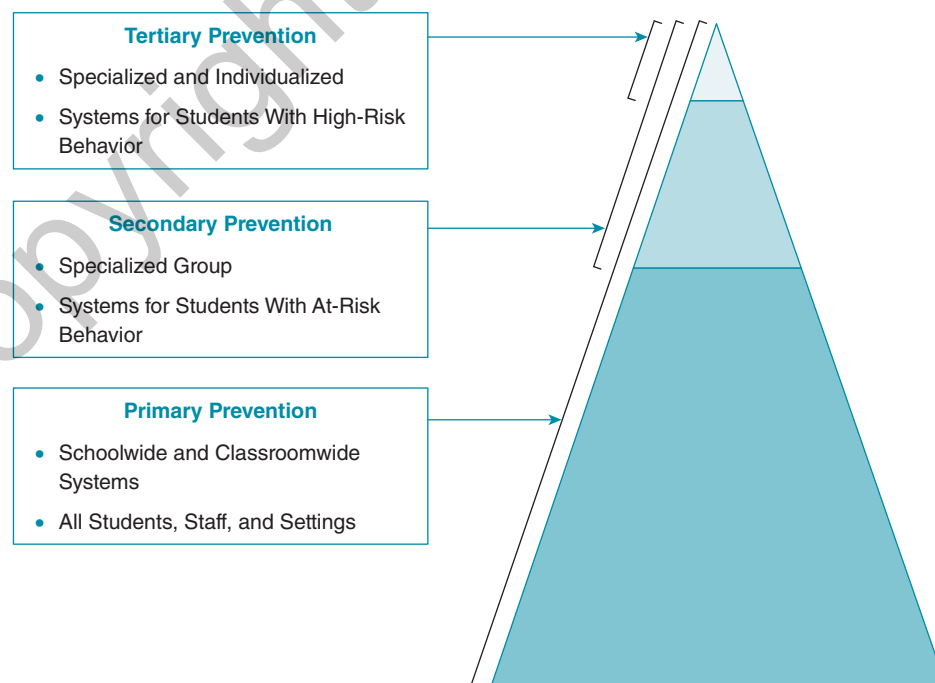 Tertiary Prevention
Specialized and Individualized
Systems for Students With High-Risk
Behavior
Secondary Prevention
Specialized Group
Systems for Students With At-Risk
Behavior
Primary Prevention
Schoolwide and Classroomwide
Systems
All Students, Staff, and Settings